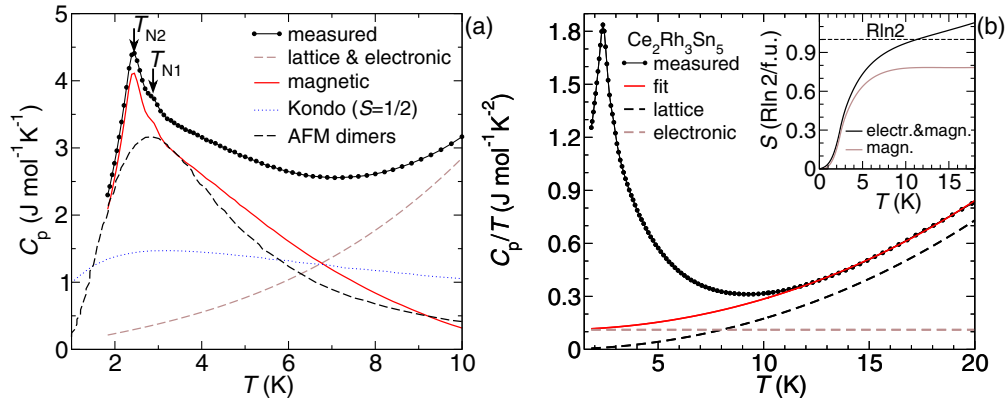 (a)
T_N2
T_N1
measured
lattice & electronic
magnetic
Kondo (S=1/2)
AFM dimers
C_p (J mol^-1 K^-1)
5
4
3
2
1
0
2
4
6
8
10
T (K)
(b)
Ce2Rh3Sn5
measured
fit
lattice
electronic
C_p/T (J mol^-1 K^-2)
1.8
1.5
1.2
0.9
0.6
0.3
0
5
10
15
20
T (K)
Rln2
S (Rln 2/f.u.)
0.9
0.6
0.3
0
electr.&magn.
magn.
0
5
10
15
T (K)